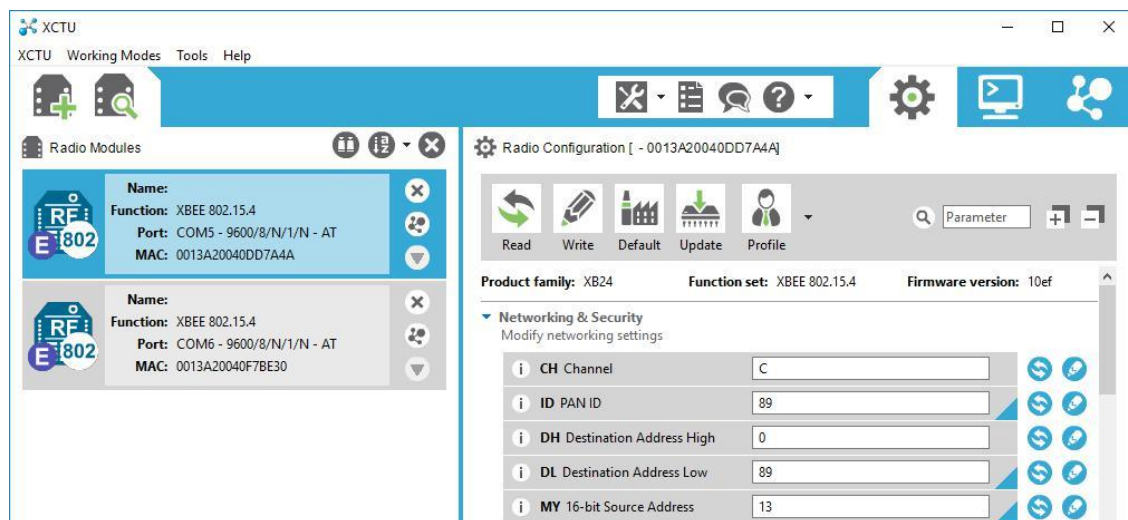 XCTU
XCTU Working Modes Tools Help
Radio Modules
Name:
Function: XBEE 802.15.4
Port: COM5 - 9600/8/N/1/N - AT
MAC: 0013A20040DD7A4A
RF
E 802
Name:
Function: XBEE 802.15.4
Port: COM6 - 9600/8/N/1/N - AT
MAC: 0013A20040F7BE30
RF
E 802
Radio Configuration [ - 0013A20040DD7A4A]
Read Write Default Update Profile
Parameter
Product family: XB24 Function set: XBEE 802.15.4 Firmware version: 10ef
Networking & Security
Modify networking settings
i CH Channel C
i ID PAN ID 89
i DH Destination Address High 0
i DL Destination Address Low 89
i MY 16-bit Source Address 13